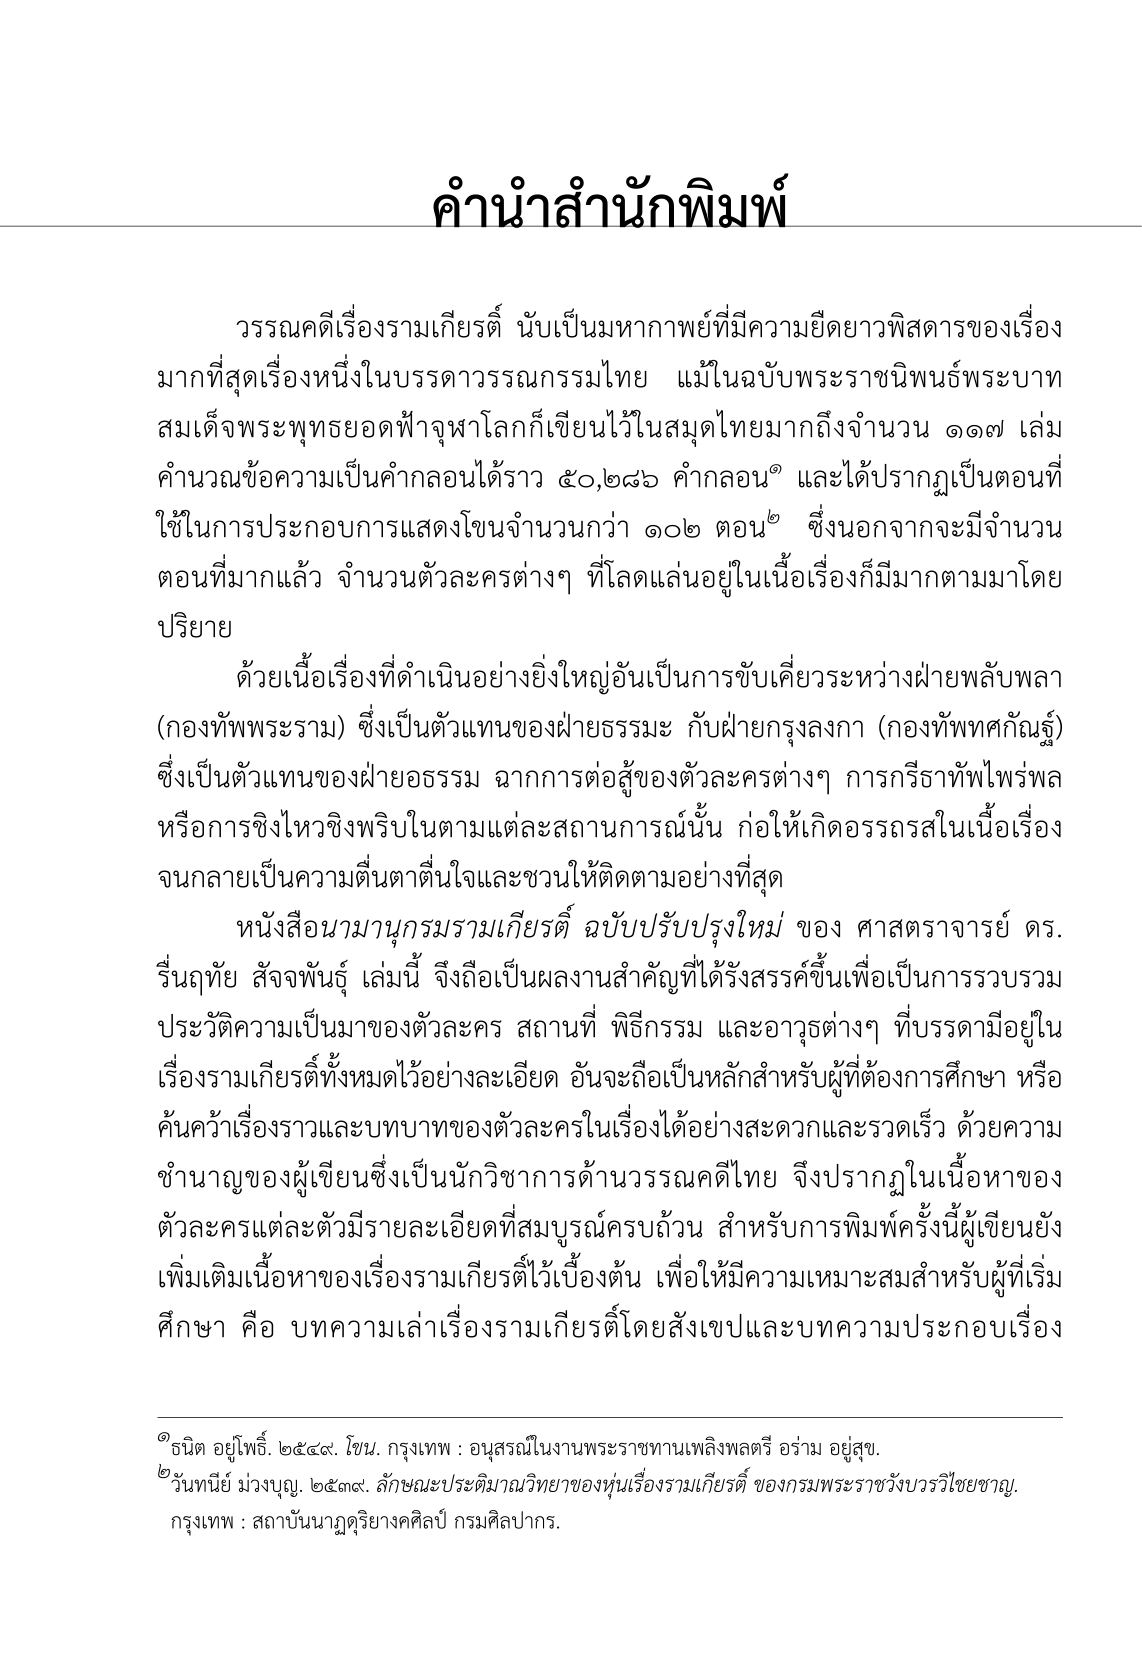 คำนำสำนักพิมพ์
วรรณคดีเรื่องรามเกียรติ์ นับเป็นมหากาพย์ที่มีความยืดยาวพิสดารของเรื่อง
มากที่สุดเรื่องหนึ่งในบรรดาวรรณกรรมไทย แม้ในฉบับพระราชนิพนธ์พระบาท
สมเด็จพระพุทธยอดฟ้าจุฬาโลกก็เขียนไว้ในสมุดไทยมากถึงจำนวน ๑๑๗ เล่ม
คำนวณข้อความเป็นคำกลอนได้ราว ๕๐,๒๘๖ คำกลอน๑ และได้ปรากฏเป็นตอนที่
ใช้ในการประกอบการแสดงโขนจำนวนกว่า ๑๐๒ ตอน๒ ซึ่งนอกจากจะมีจำนวน
ตอนที่มากแล้ว จำนวนตัวละครต่างๆ ที่โลดแล่นอยู่ในเนื้อเรื่องก็มีมากตามมาโดย
ปริยาย
ด้วยเนื้อเรื่องที่ดำเนินอย่างยิ่งใหญ่อันเป็นการขับเคี่ยวระหว่างฝ่ายพลับพลา
(กองทัพพระราม) ซึ่งเป็นตัวแทนของฝ่ายธรรมะ กับฝ่ายกรุงลงกา (กองทัพทศกัณฐ์)
ซึ่งเป็นตัวแทนของฝ่ายอธรรม ฉากการต่อสู้ของตัวละครต่างๆ การกรีธาทัพไพร่พล
หรือการชิงไหวชิงพริบในตามแต่ละสถานการณ์นั้น ก่อให้เกิดอรรถรสในเนื้อเรื่อง
จนกลายเป็นความตื่นตาตื่นใจและชวนให้ติดตามอย่างที่สุด
หนังสือนามานุกรมรามเกียรติ์ ฉบับปรับปรุงใหม่ ของ ศาสตราจารย์ ดร.
รื่นฤทัย สัจจพันธุ์ เล่มนี้ จึงถือเป็นผลงานสำคัญที่ได้รังสรรค์ขึ้นเพื่อเป็นการรวบรวม
ประวัติความเป็นมาของตัวละคร สถานที่ พิธีกรรม และอาวุธต่างๆ ที่บรรดามีอยู่ใน
เรื่องรามเกียรติ์ทั้งหมดไว้อย่างละเอียด อันจะถือเป็นหลักสำหรับผู้ที่ต้องการศึกษา หรือ
ค้นคว้าเรื่องราวและบทบาทของตัวละครในเรื่องได้อย่างสะดวกและรวดเร็ว ด้วยความ
ชำนาญของผู้เขียนซึ่งเป็นนักวิชาการด้านวรรณคดีไทย จึงปรากฏในเนื้อหาของ
ตัวละครแต่ละตัวมีรายละเอียดที่สมบูรณ์ครบถ้วน สำหรับการพิมพ์ครั้งนี้ผู้เขียนยัง
เพิ่มเติมเนื้อหาของเรื่องรามเกียรติ์ไว้เบื้องต้น เพื่อให้มีความเหมาะสมสำหรับผู้ที่เริ่ม
ศึกษา คือ บทความเล่าเรื่องรามเกียรติ์โดยสังเขปและบทความประกอบเรื่อง
๑ธนิต อยู่โพธิ์. ๒๕๔๙. โขน. กรุงเทพ : อนุสรณ์ในงานพระราชทานเพลิงพลตรี อร่าม อยู่สุข.
๒วันทนีย์ ม่วงบุญ. ๒๕๓๙. ลักษณะประติมาณวิทยาของหุ่นเรื่องรามเกียรติ์ ของกรมพระราชวังบวรวิไชยชาญ.
กรุงเทพ : สถาบันนาฏดุริยางคศิลป์ กรมศิลปากร.